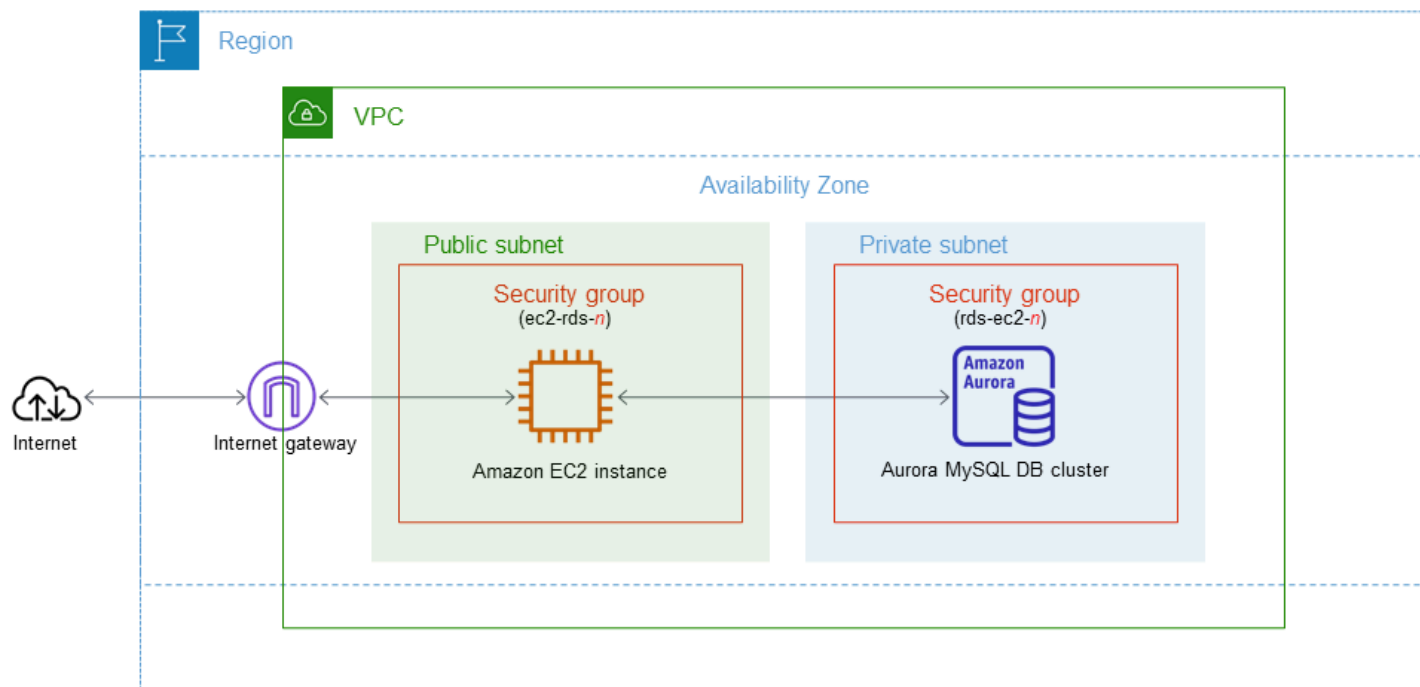 Region
VPC
Availability Zone
Public subnet
Private subnet
Security group
(ec2-rds-n)
Security group
(rds-ec2-n)
Amazon
Aurora
Internet
Internet gateway
Amazon EC2 instance
Aurora MySQL DB cluster